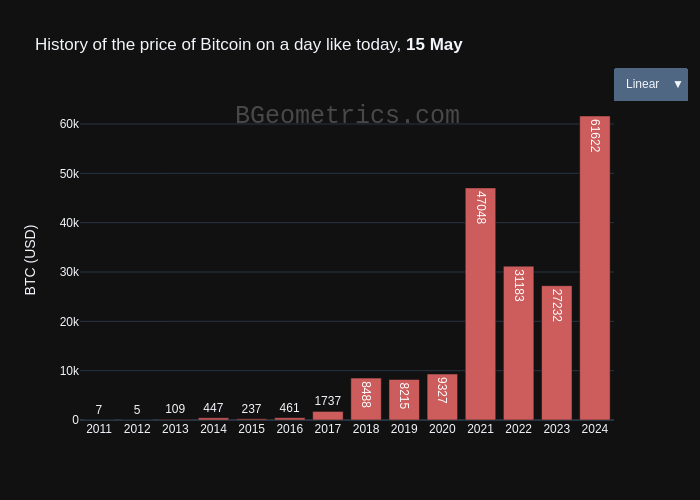 History of the price of Bitcoin on a day like today, 15 May
Linear ▼
BGeometrics.com
BTC (USD)
60k
50k
40k
30k
20k
10k
0
7
5
109
447
237
461
1737
8488
8215
9327
47048
31183
27232
61622
2011 2012 2013 2014 2015 2016 2017 2018 2019 2020 2021 2022 2023 2024